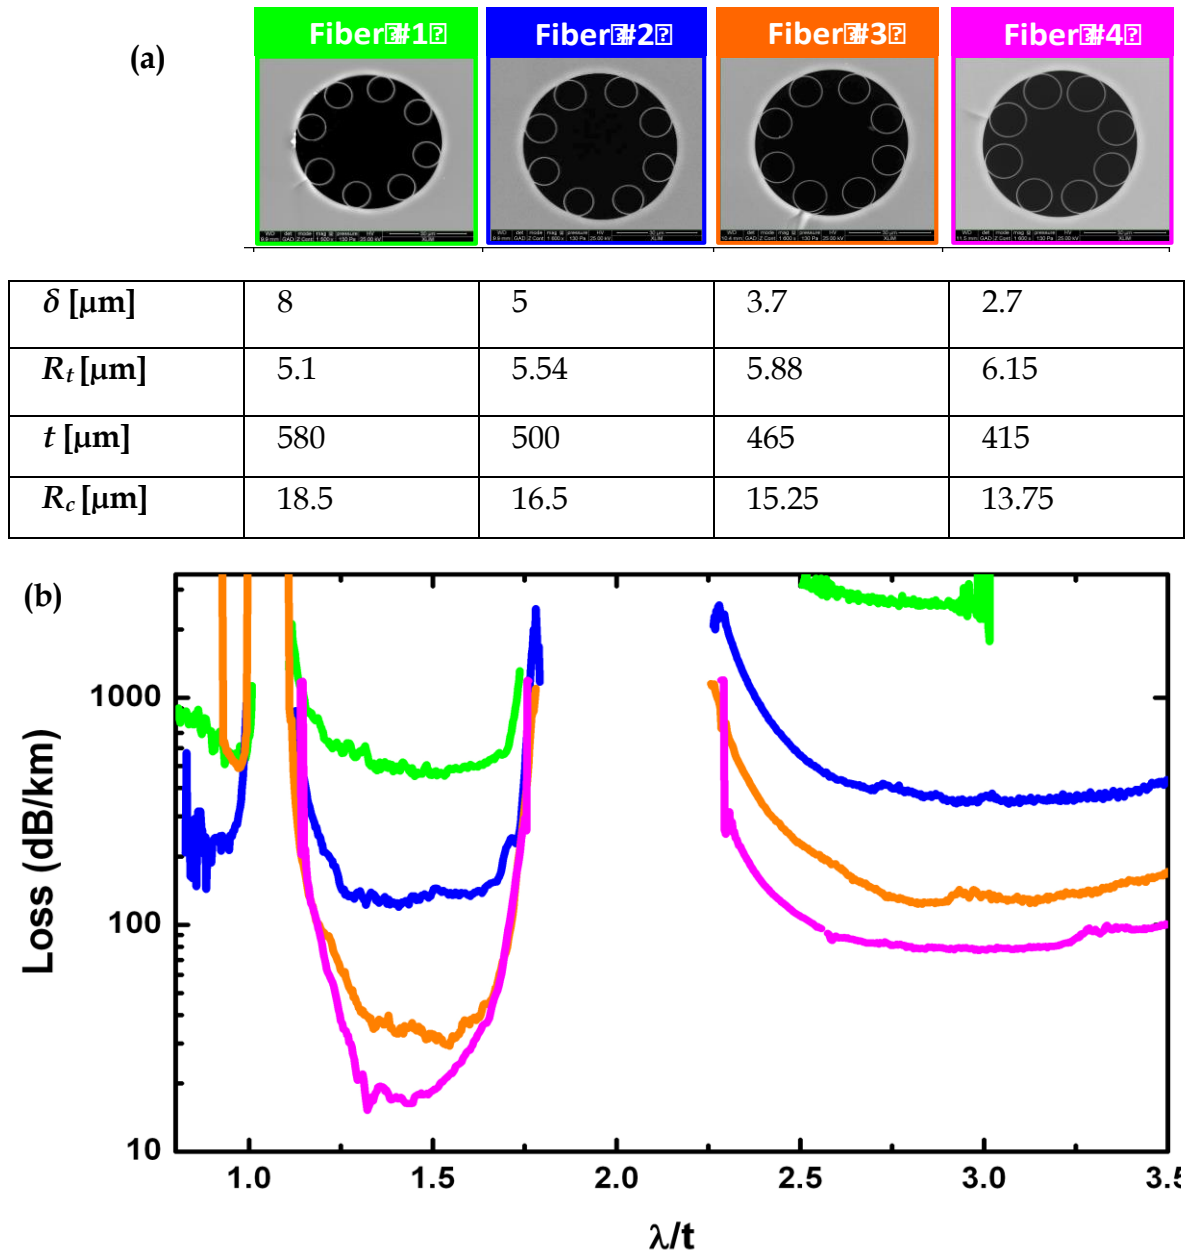 (a)
Fiber #1 Fiber #2 Fiber #3 Fiber #4
δ [μm] 8 5 3.7 2.7
Rt [μm] 5.1 5.54 5.88 6.15
t [μm] 580 500 465 415
Rc [μm] 18.5 16.5 15.25 13.75
(b)
Loss (dB/km)
1000
100
10
1.0 1.5 2.0 2.5 3.0 3.5
λ/t